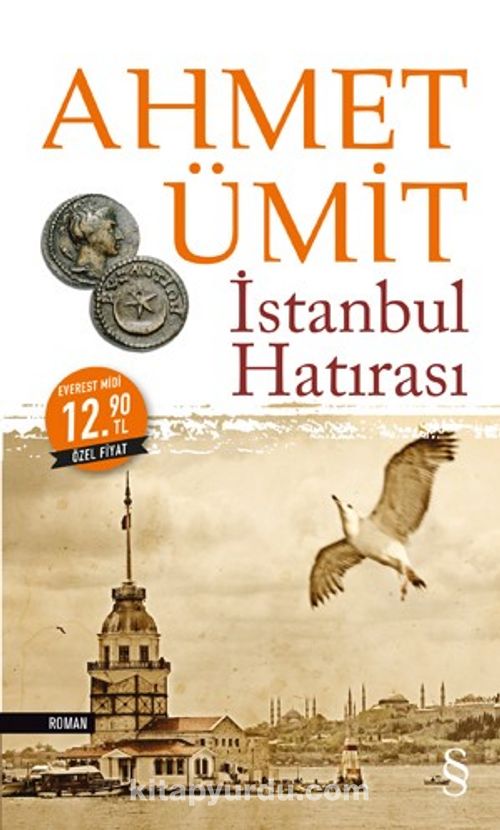 AHMET
ÜMİT
İstanbul
Hatırası
EVEREST MİDİ
12.90
TL
ÖZEL FİYAT
ROMAN
kitapyurdu.com